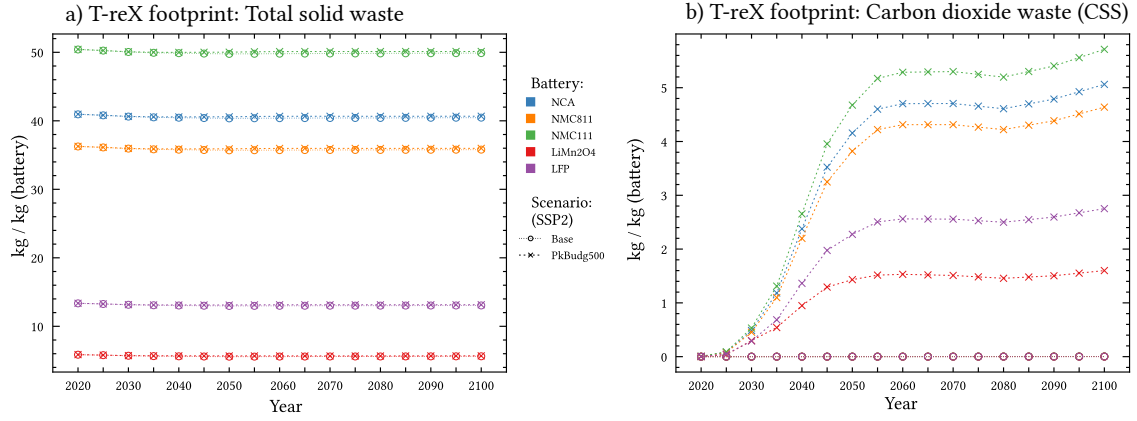 a) T-reX footprint: Total solid waste
kg / kg (battery)
50
40
30
20
10
2020 2030 2040 2050 2060 2070 2080 2090 2100
Year
Battery:
NCA
NMC811
NMC111
LiMn2O4
LFP
Scenario:
(SSP2)
Base
PkBudg500
b) T-reX footprint: Carbon dioxide waste (CSS)
kg / kg (battery)
5
4
3
2
1
0
2020 2030 2040 2050 2060 2070 2080 2090 2100
Year